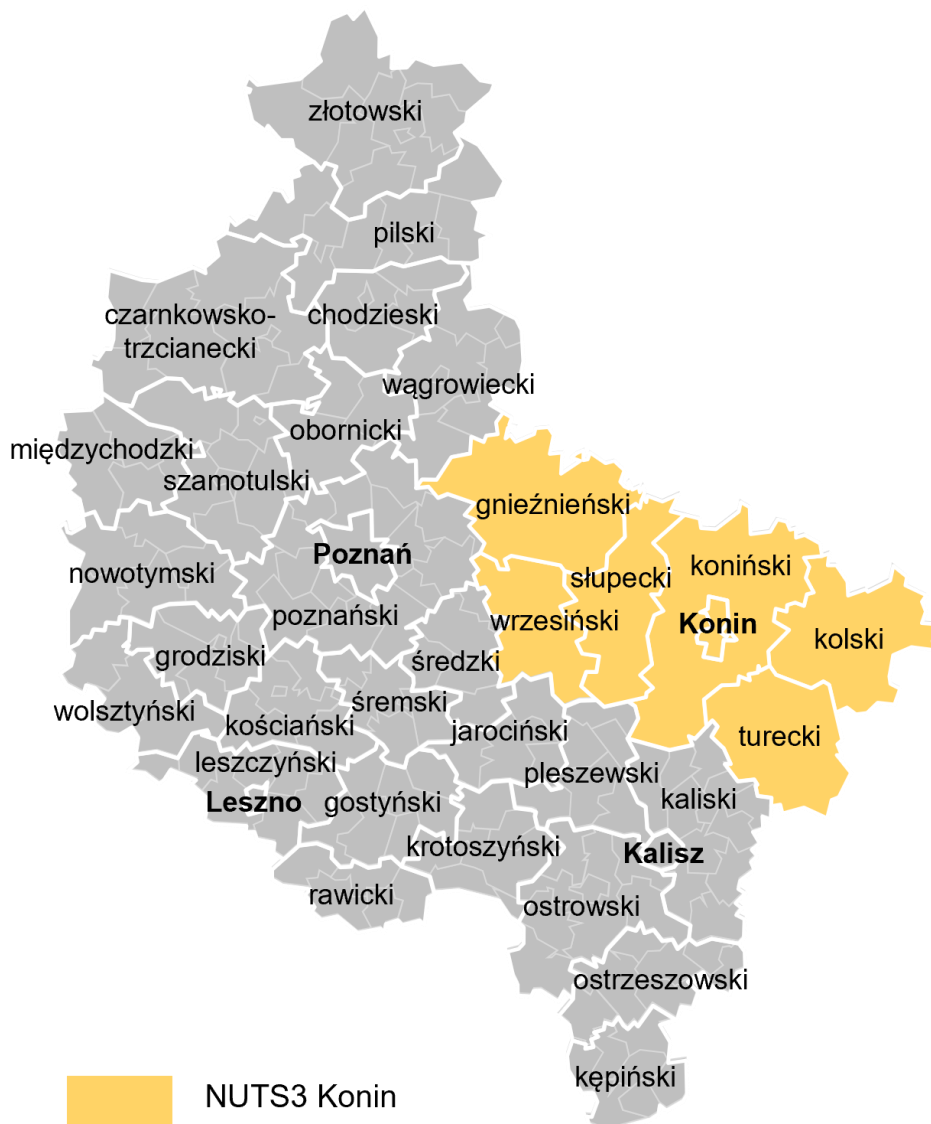 złotowski
pilski
czarnkowsko-
trzcianecki
chodzieski
wągrowiecki
obornicki
międzychodzki
szamotulski
gnieźnieński
Poznań
nowotymski
słupecki
koniński
poznański
wrzesiński
Konin
kolski
grodziski
średzki
wolsztyński
kościański
śremski
jarociński
turecki
leszczyński
pleszewski
kaliski
Leszno
gostyński
krotoszyński
Kalisz
rawicki
ostrowski
ostrzeszowski
kępiński
NUTS3 Konin